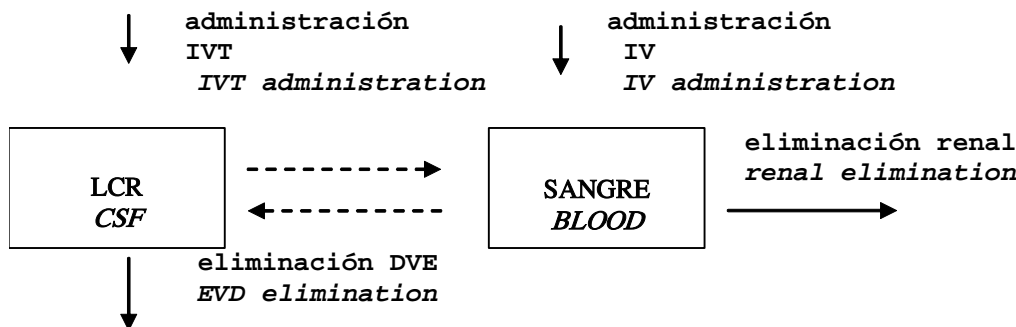 administración
IVT
IVT administration
administración
IV
IV administration
LCR
CSF
SANGRE
BLOOD
eliminación renal
renal elimination
eliminación DVE
EVD elimination